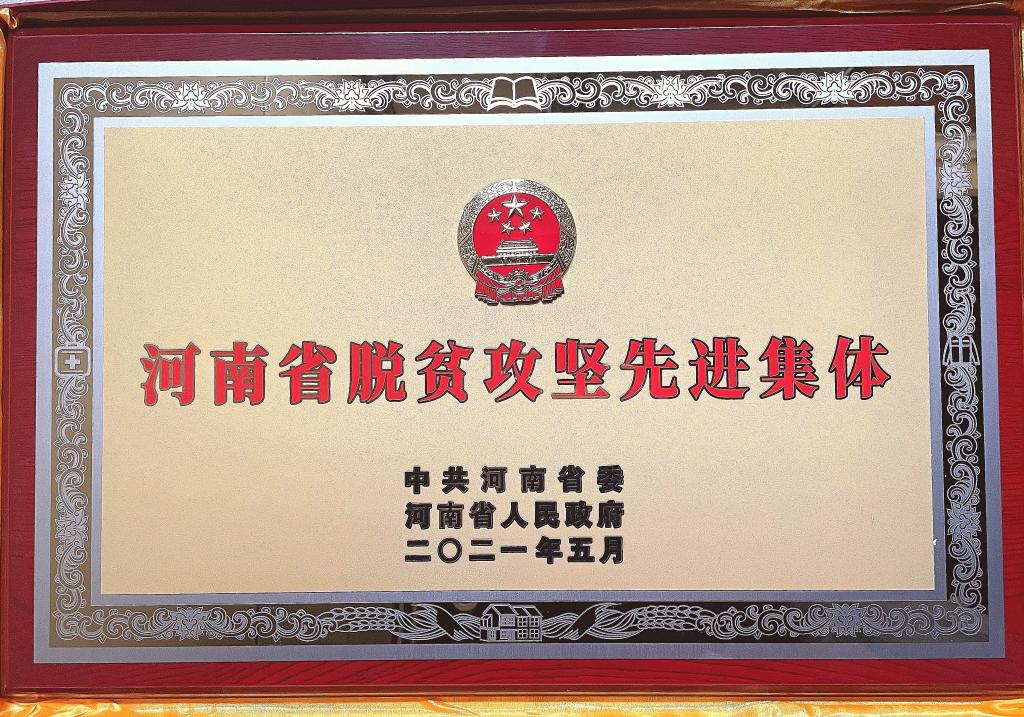 河南省脱贫攻坚先进集体
中共河南省委
河南省人民政府
二〇二一年五月